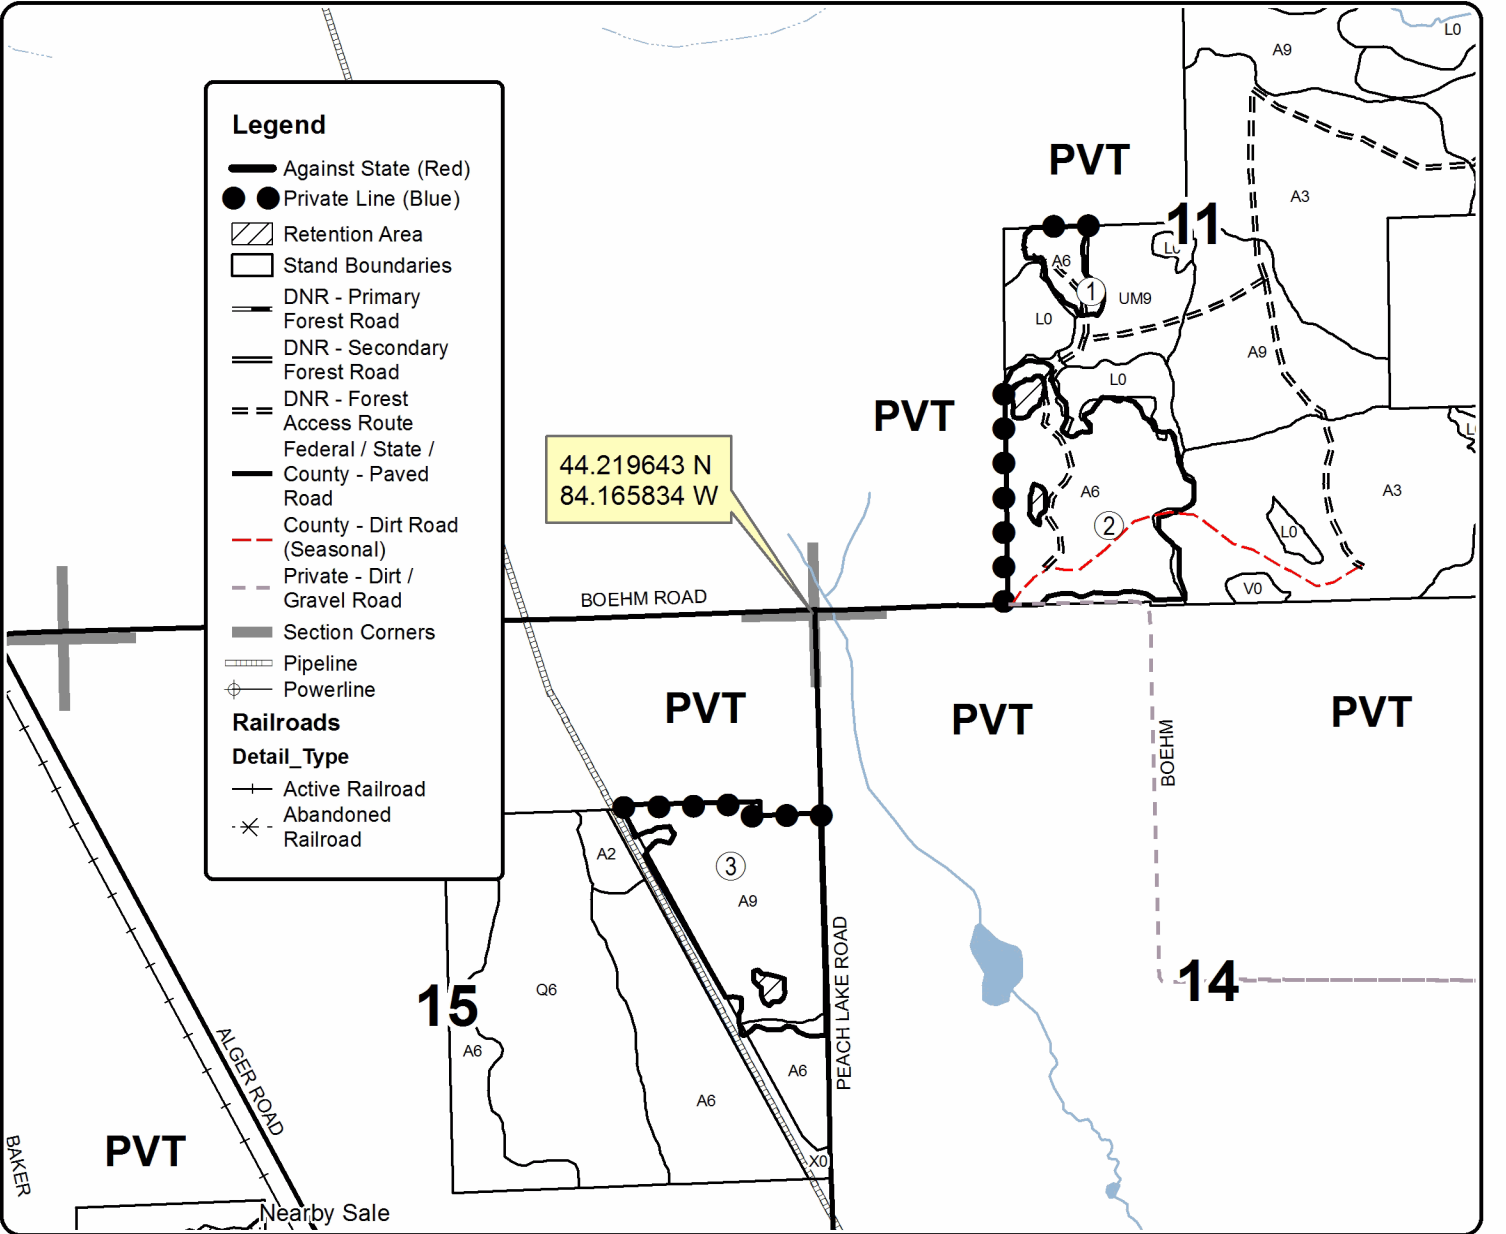 Legend
Against State (Red)
Private Line (Blue)
Retention Area
Stand Boundaries
DNR - Primary
Forest Road
DNR - Secondary
Forest Road
DNR - Forest
Access Route
Federal / State /
County - Paved
Road
County - Dirt Road
(Seasonal)
Private - Dirt /
Gravel Road
Section Corners
Pipeline
Powerline
Railroads
Detail_Type
Active Railroad
Abandoned
Railroad
L0
A9
PVT
A3
11
L0
A6
1
UM9
L0
A9
L0
PVT
44.219643 N
84.165834 W
A6
A3
2
L0
V0
BOEHM ROAD
PVT
PVT
PVT
BOEHM
A2
3
A9
PEACH LAKE ROAD
14
15
Q6
A6
A6
A6
X0
ALGER ROAD
BAKER
PVT
Nearby Sale